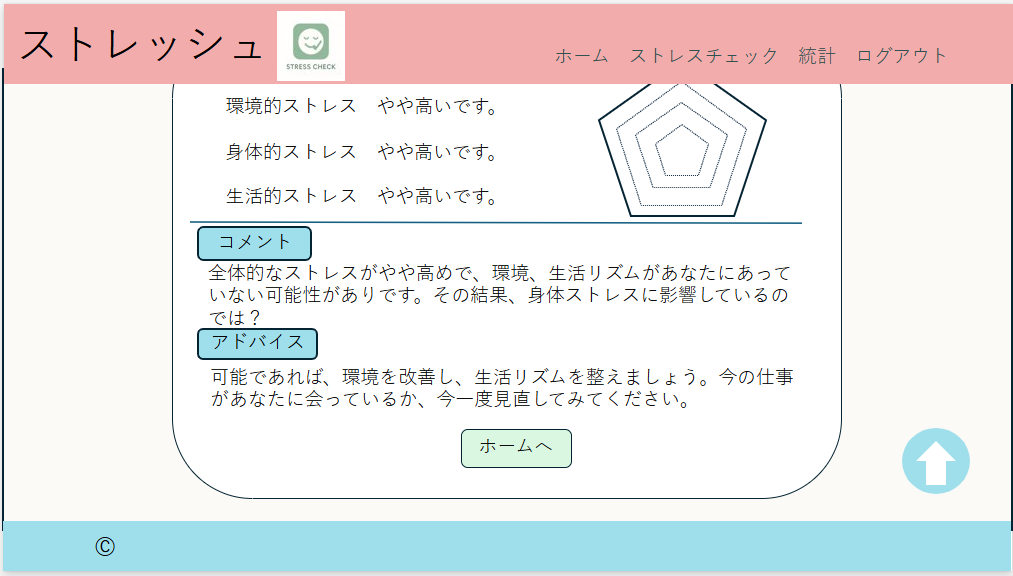 ストレッシュ
STRESS CHECK
ホーム ストレスチェック 統計 ログアウト
環境的ストレス やや高いです。
身体的ストレス やや高いです。
生活的ストレス やや高いです。
コメント
全体的なストレスがやや高めで、環境、生活リズムがあなたにあって
いない可能性がありです。その結果、身体ストレスに影響しているの
では？
アドバイス
可能であれば、環境を改善し、生活リズムを整えましょう。今の仕事
があなたに会っているか、今一度見直してみてください。
ホームへ
©